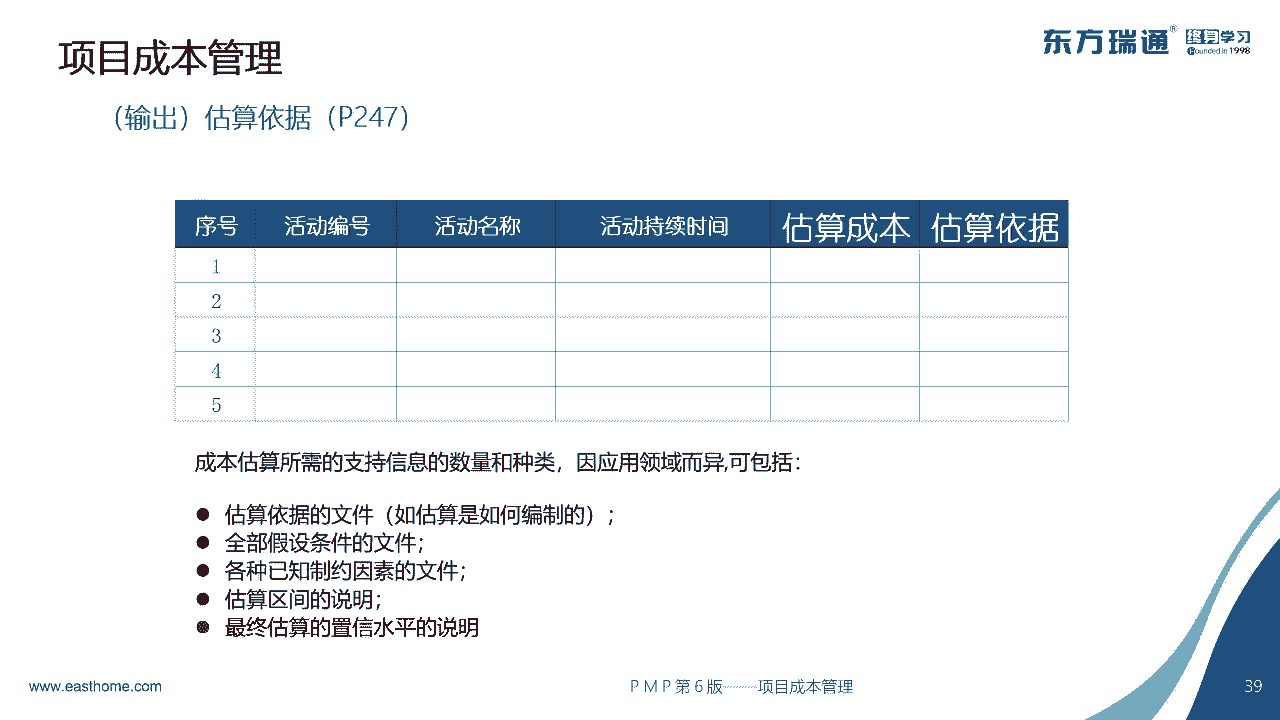 项目成本管理
东方瑞通® 终身学习
Founded in 1998
（输出）估算依据（P247）
序号 活动编号 活动名称 活动持续时间 估算成本 估算依据
1
2
3
4
5
成本估算所需的支持信息的数量和种类，因应用领域而异,可包括：
● 估算依据的文件（如估算是如何编制的）；
● 全部假设条件的文件；
● 各种已知制约因素的文件；
● 估算区间的说明；
● 最终估算的置信水平的说明
www.easthome.com
PMP第6版┈┈┈项目成本管理
39